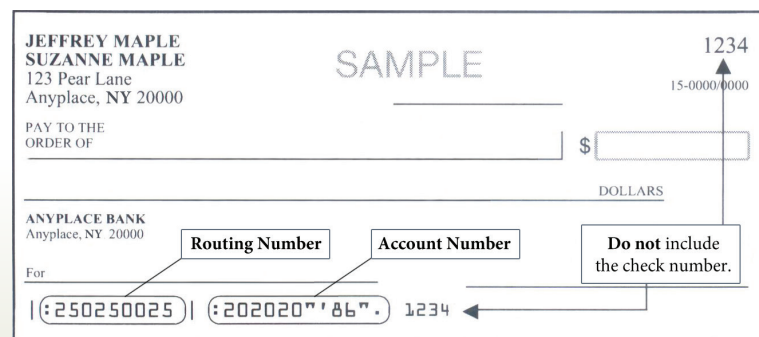 JEFFREY MAPLE
SUZANNE MAPLE
123 Pear Lane
Anyplace, NY 20000
SAMPLE
1234
15-0000/0000
PAY TO THE
ORDER OF
$
DOLLARS
ANYPLACE BANK
Anyplace, NY 20000
Routing Number
Account Number
Do not include
the check number.
For
|:250250025| :202020"'86". 1234